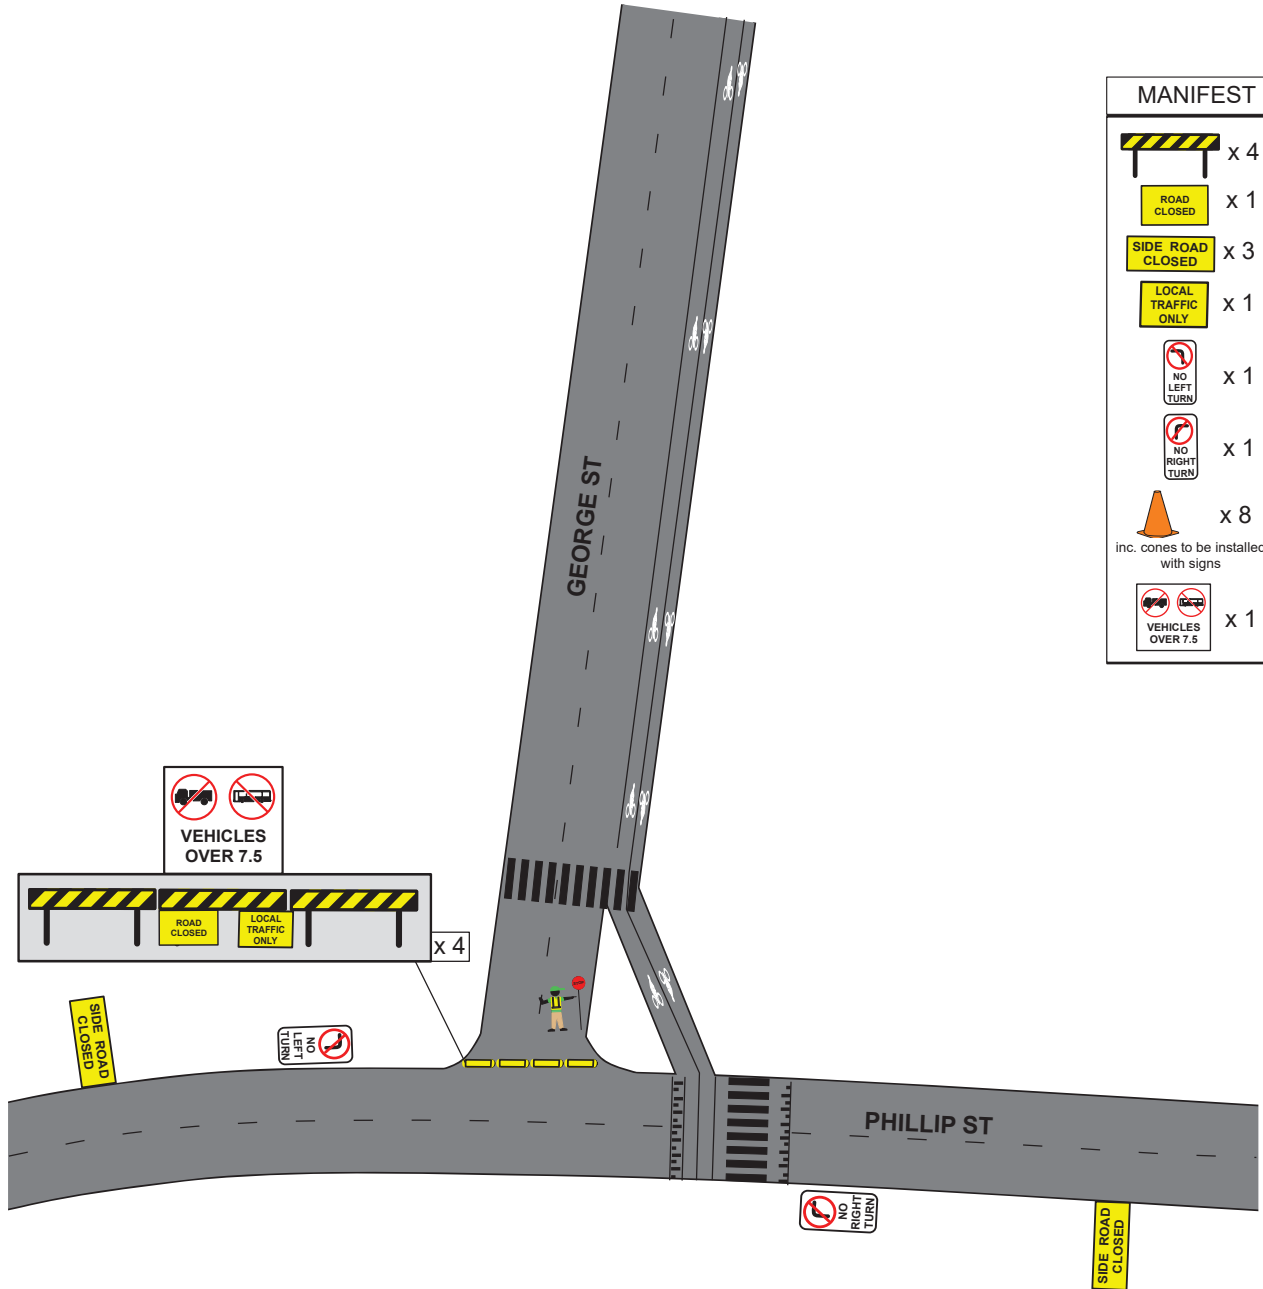 MANIFEST
x 4
ROAD
CLOSED
x 1
SIDE ROAD
CLOSED
x 3
LOCAL
TRAFFIC
ONLY
x 1
NO
LEFT
TURN
x 1
NO
RIGHT
TURN
x 1
x 8
inc. cones to be installed
with signs
VEHICLES
OVER 7.5
x 1
GEORGE ST
VEHICLES
OVER 7.5
ROAD
CLOSED
LOCAL
TRAFFIC
ONLY
x 4
SIDE ROAD
CLOSED
NO
LEFT
TURN
PHILLIP ST
NO
RIGHT
TURN
SIDE ROAD
CLOSED